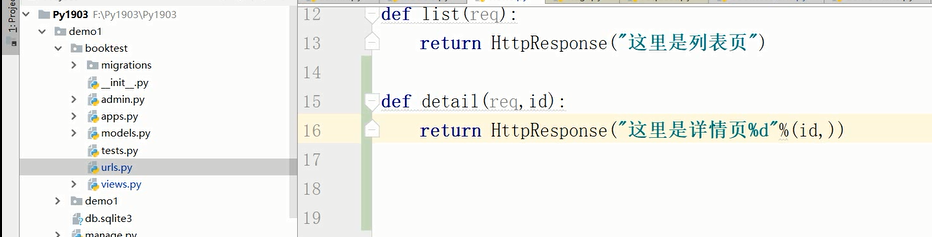 1: Proje
Py1903 F:\Py1903\Py1903
demo1
booktest
migrations
__init__.py
admin.py
apps.py
models.py
tests.py
urls.py
views.py
demo1
db.sqlite3
manage.py
12 def list(req):
13 return HttpResponse("这里是列表页")
14
15 def detail(req,id):
16 return HttpResponse("这里是详情页%d"%(id,))
17
18
19